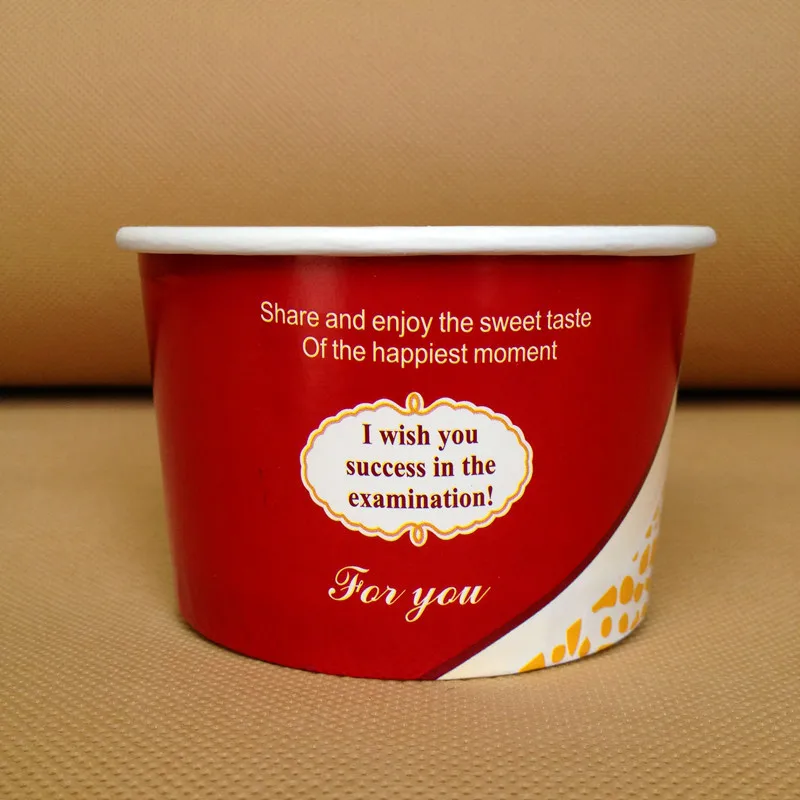 Share and enjoy the sweet taste
Of the happiest moment
I wish you
success in the
examination!
For you